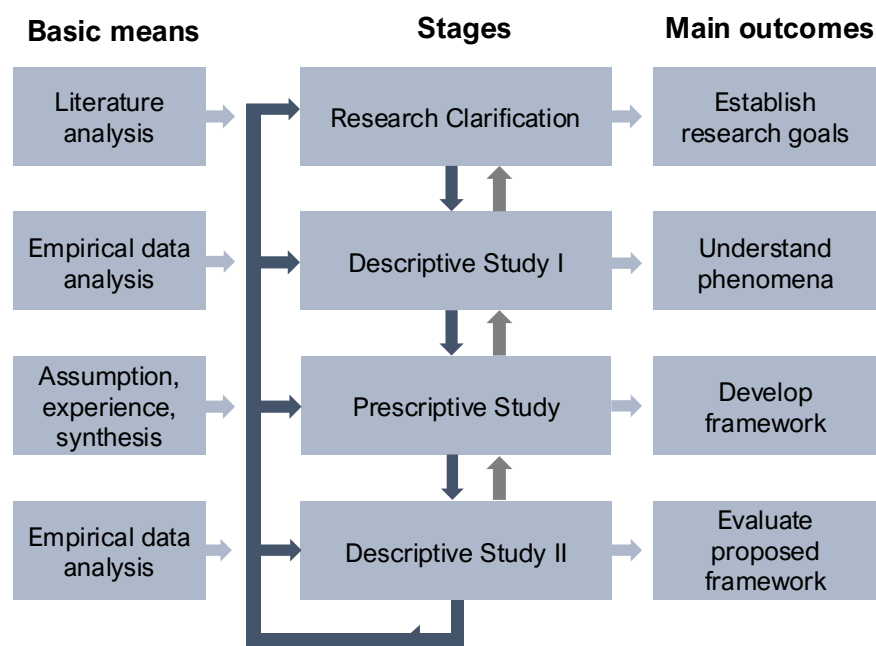 Basic means
Stages
Main outcomes
Literature
analysis
Research Clarification
Establish
research goals
Empirical data
analysis
Descriptive Study I
Understand
phenomena
Assumption,
experience,
synthesis
Prescriptive Study
Develop
framework
Empirical data
analysis
Descriptive Study II
Evaluate
proposed
framework